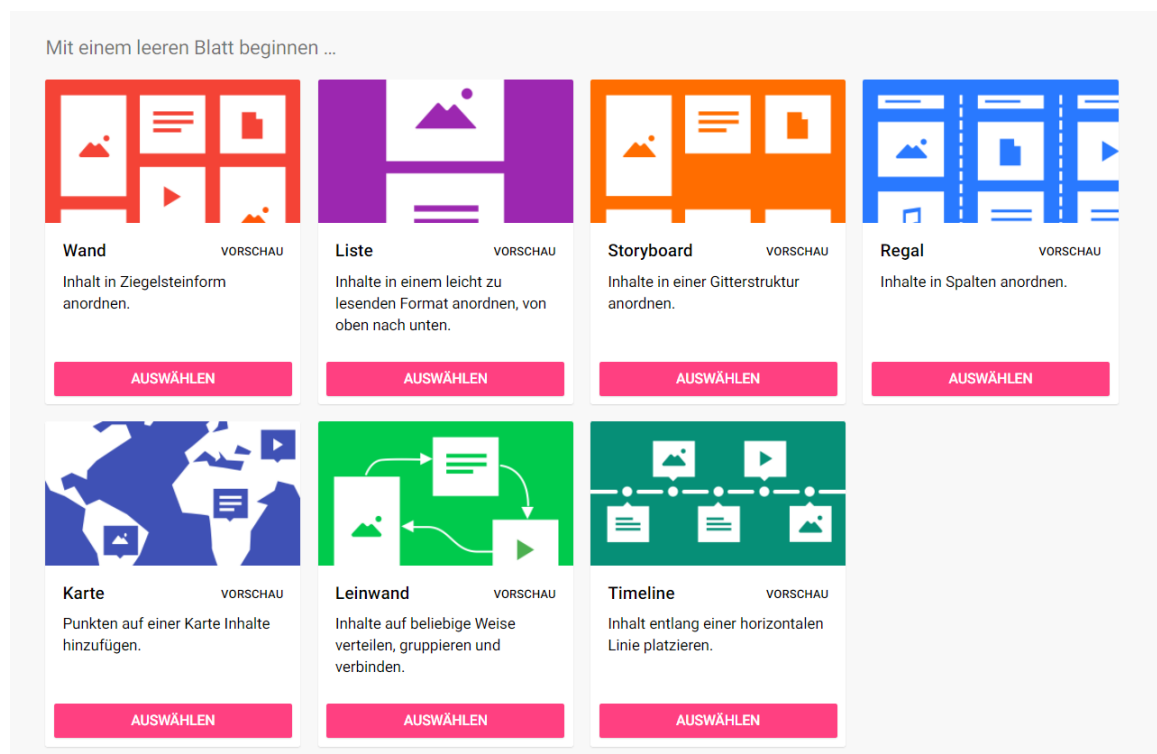 Mit einem leeren Blatt beginnen ...
Wand VORSCHAU
Inhalt in Ziegelsteinform
anordnen.
AUSWÄHLEN
Liste VORSCHAU
Inhalte in einem leicht zu
lesenden Format anordnen, von
oben nach unten.
AUSWÄHLEN
Storyboard VORSCHAU
Inhalte in einer Gitterstruktur
anordnen.
AUSWÄHLEN
Regal VORSCHAU
Inhalte in Spalten anordnen.
AUSWÄHLEN
Karte VORSCHAU
Punkten auf einer Karte Inhalte
hinzufügen.
AUSWÄHLEN
Leinwand VORSCHAU
Inhalte auf beliebige Weise
verteilen, gruppieren und
verbinden.
AUSWÄHLEN
Timeline VORSCHAU
Inhalt entlang einer horizontalen
Linie platzieren.
AUSWÄHLEN